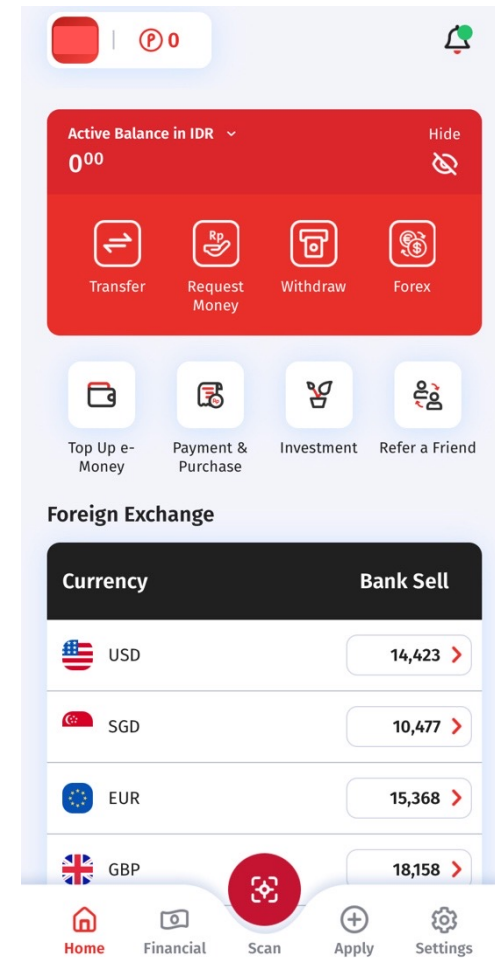 0
Active Balance in IDR
Hide
0⁰⁰
Transfer
Request
Money
Withdraw
Forex
Top Up e-
Money
Payment &
Purchase
Investment
Refer a Friend
Foreign Exchange
Currency Bank Sell
USD 14,423
SGD 10,477
EUR 15,368
GBP 18,158
Home Financial Scan Apply Settings